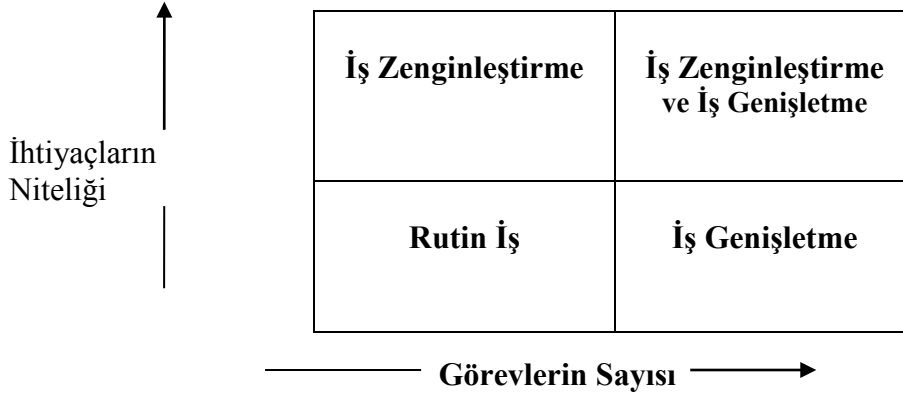 İş Zenginleştirme
İş Zenginleştirme
ve İş Genişletme
İhtiyaçların
Niteliği
Rutin İş
İş Genişletme
Görevlerin Sayısı